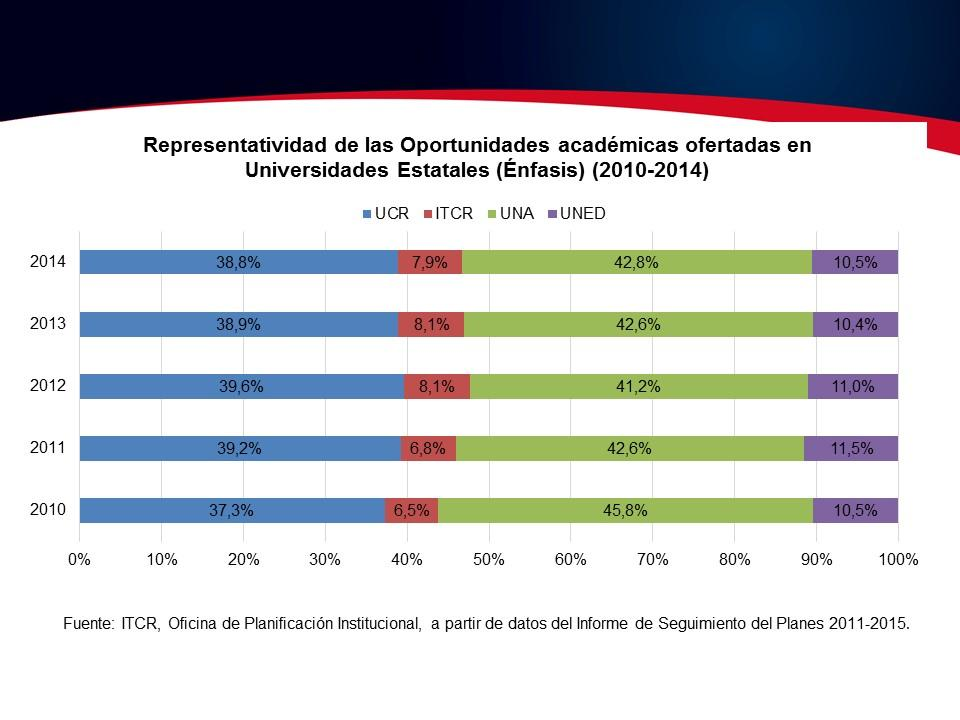 Representatividad de las Oportunidades académicas ofertadas en
Universidades Estatales (Énfasis) (2010-2014)
UCR ITCR UNA UNED
2014 38,8% 7,9% 42,8% 10,5%
2013 38,9% 8,1% 42,6% 10,4%
2012 39,6% 8,1% 41,2% 11,0%
2011 39,2% 6,8% 42,6% 11,5%
2010 37,3% 6,5% 45,8% 10,5%
0% 10% 20% 30% 40% 50% 60% 70% 80% 90% 100%
Fuente: ITCR, Oficina de Planificación Institucional, a partir de datos del Informe de Seguimiento del Planes 2011-2015.